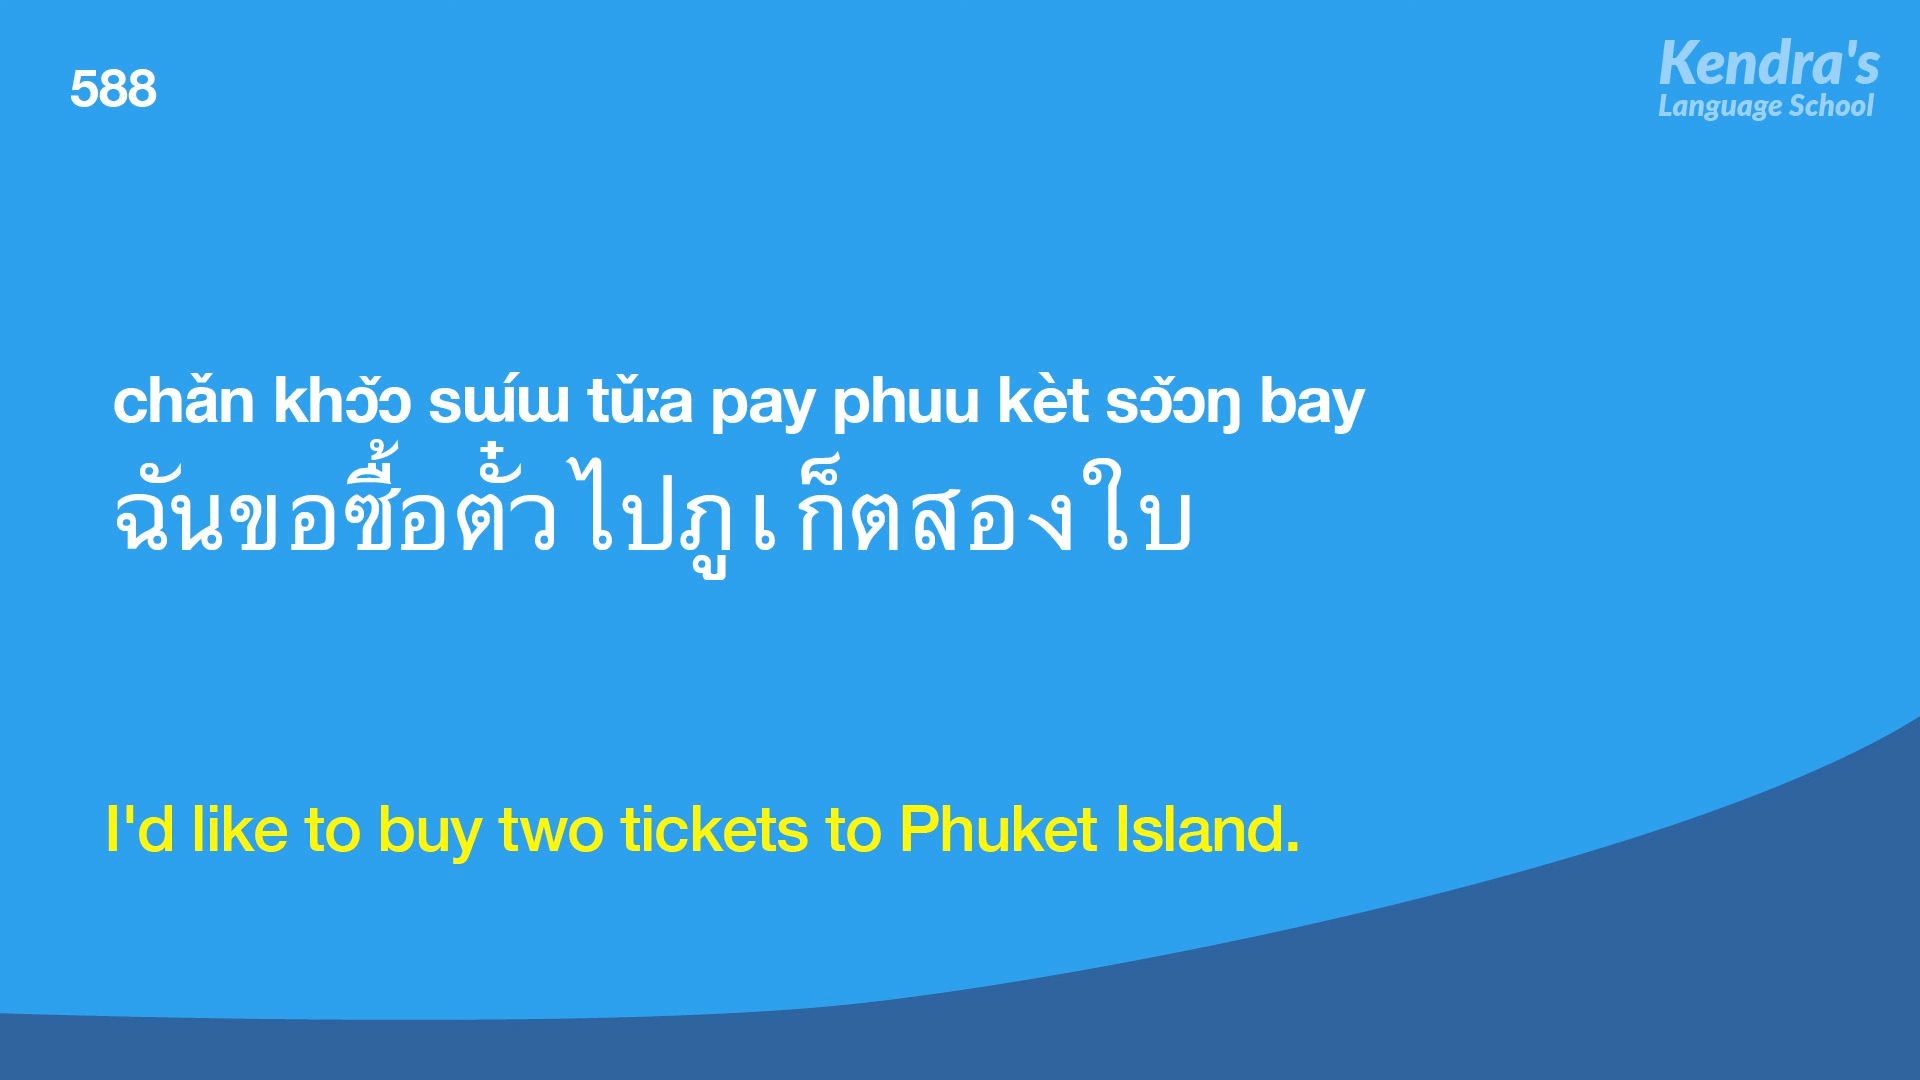 588
Kendra's
Language School
chǎn khɔ̌ɔ sɯ́ɯ tǔːa pay phuu kèt sɔ̌ɔŋ bay
ฉันขอซื้อตั๋วไปภูเก็ตสองใบ
I'd like to buy two tickets to Phuket Island.